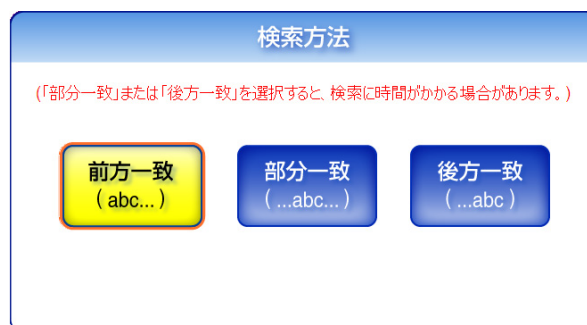 検索方法
(「部分一致」または「後方一致」を選択すると、検索に時間がかかる場合があります。)
前方一致
( abc... )
部分一致
( ...abc... )
後方一致
( ...abc )